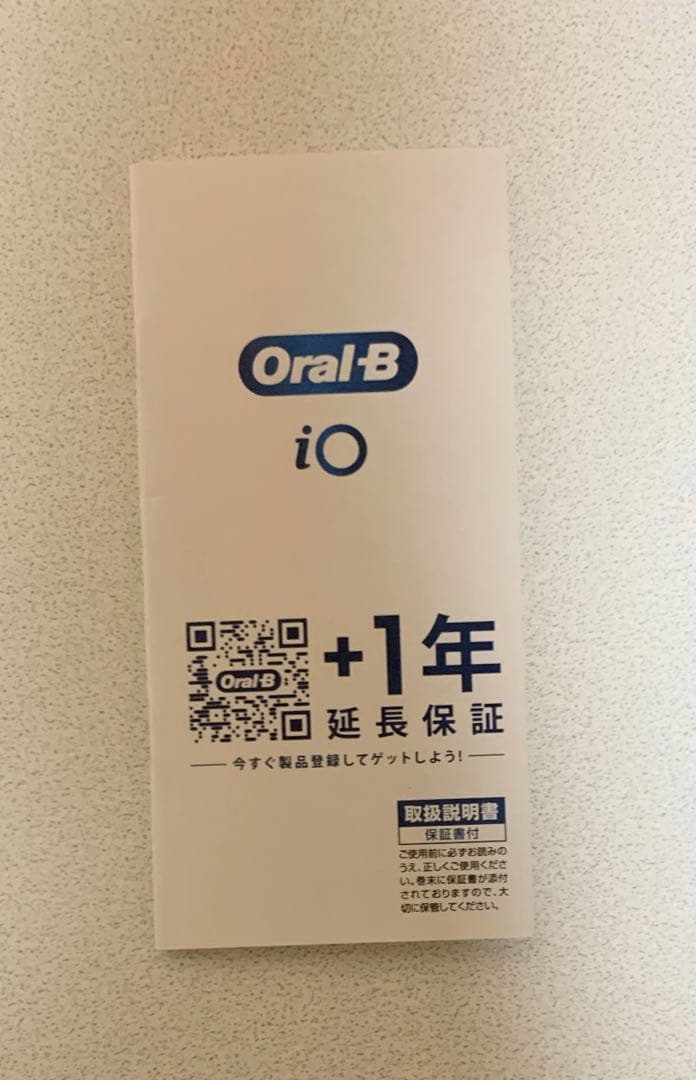 Oral-B
iO
Oral-B
+1年
延長保証
今すぐ製品登録してゲットしよう!
取扱説明書
保証書付
ご使用前に必ずお読みの
うえ、正しくご使用くださ
い。巻末に保証書が添付
されておりますので、大
切に保管してください。